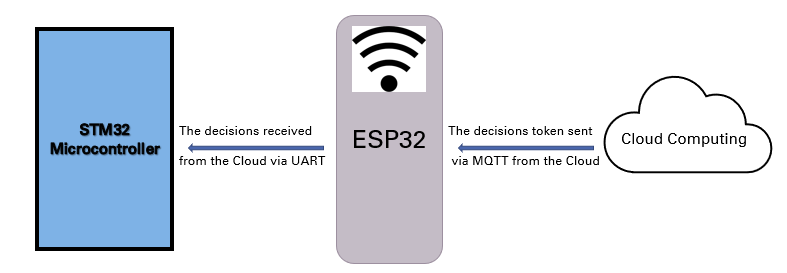 STM32
Microcontroller
The decisions received
from the Cloud via UART
ESP32
The decisions token sent
via MQTT from the Cloud
Cloud Computing